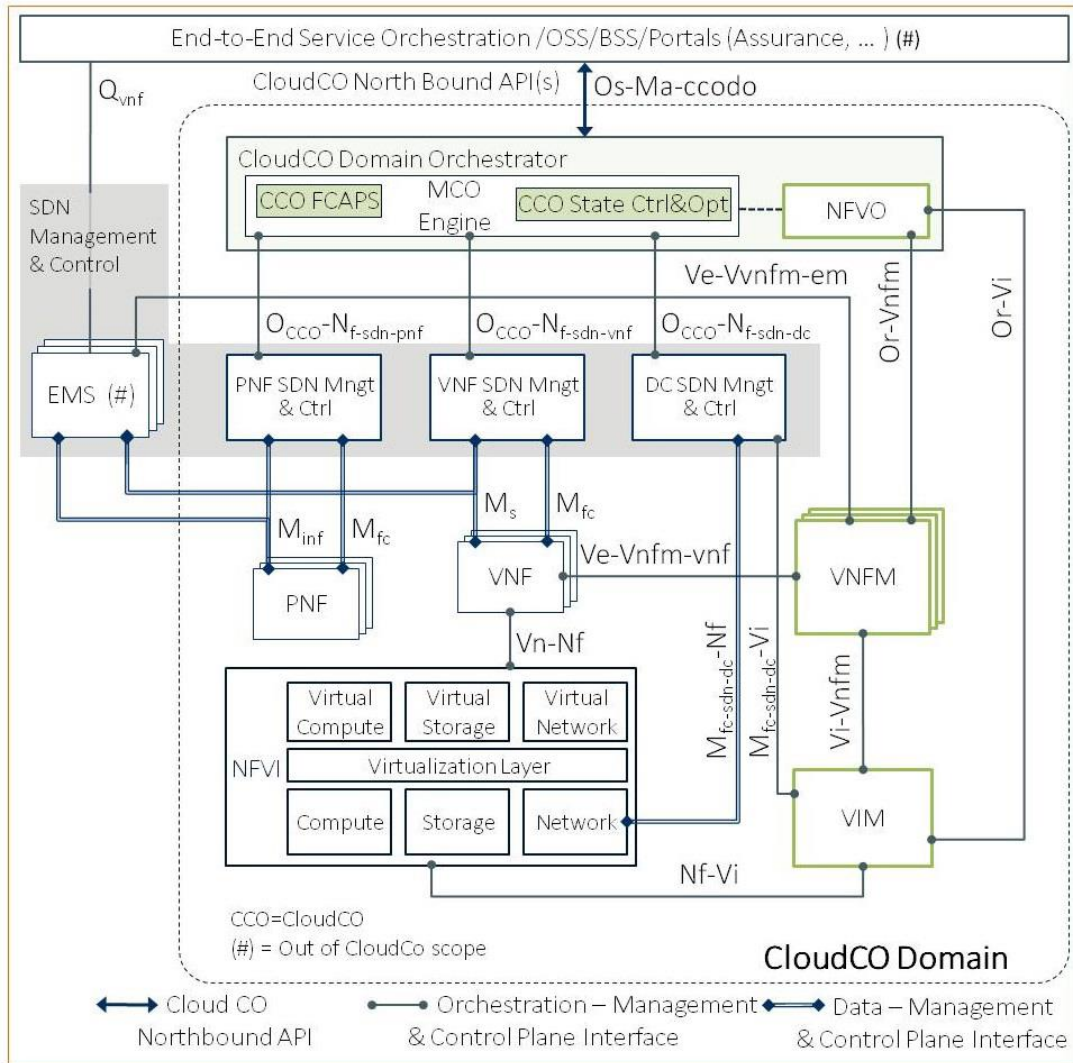 End-to-End Service Orchestration /OSS/BSS/Portals (Assurance, ... ) (#)
Qvnf
CloudCO North Bound API(s)
Os-Ma-ccodo
CloudCO Domain Orchestrator
CCO FCAPS
MCO
Engine
CCO State Ctrl&Opt
NFVO
SDN
Management
& Control
Ve-Vvnfm-em
Or-Vnfm
Or-Vi
OCCO-Nf-sdn-pnf
OCCO-Nf-sdn-vnf
OCCO-Nf-sdn-dc
EMS (#)
PNF SDN Mngt
& Ctrl
VNF SDN Mngt
& Ctrl
DC SDN Mngt
& Ctrl
Minf
Mfc
Ms
Mfc
PNF
VNF
Ve-Vnfm-vnf
VNFM
Vn-Nf
Mfc-sdn-dc-Nf
Mfc-sdn-dc-Vi
Vi-Vnfm
NFVI
Virtual
Compute
Virtual
Storage
Virtual
Network
Virtualization Layer
Compute
Storage
Network
VIM
Nf-Vi
CCO=CloudCO
(#) = Out of CloudCo scope
CloudCO Domain
Cloud CO
Northbound API
Orchestration – Management
& Control Plane Interface
Data – Management
& Control Plane Interface